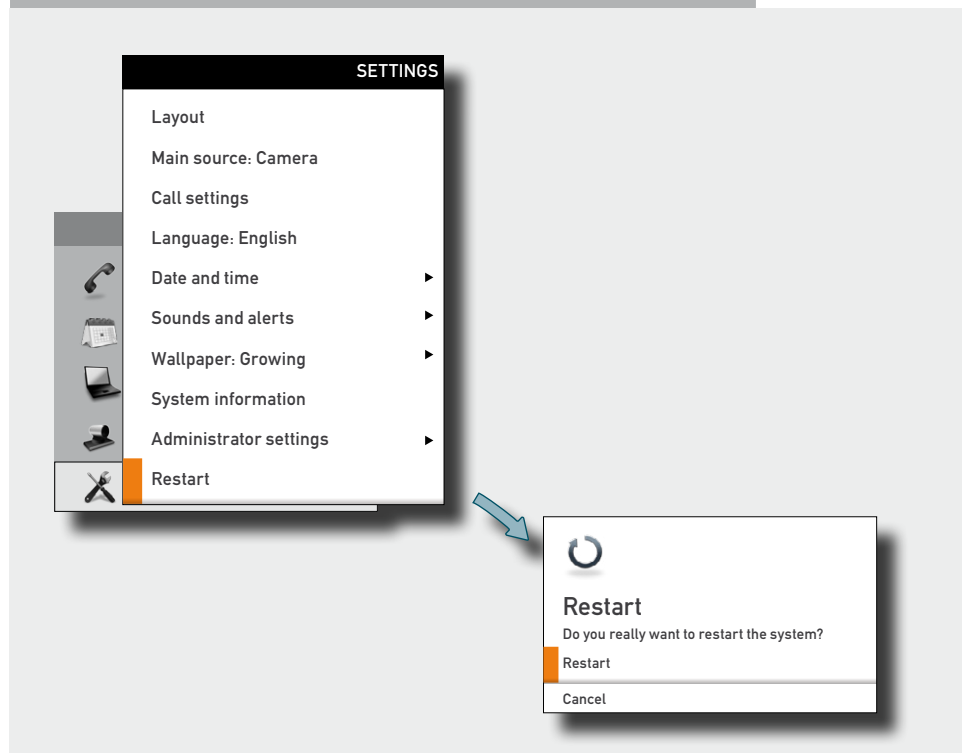 SETTINGS
Layout
Main source: Camera
Call settings
Language: English
Date and time
Sounds and alerts
Wallpaper: Growing
System information
Administrator settings
Restart
Restart
Do you really want to restart the system?
Restart
Cancel